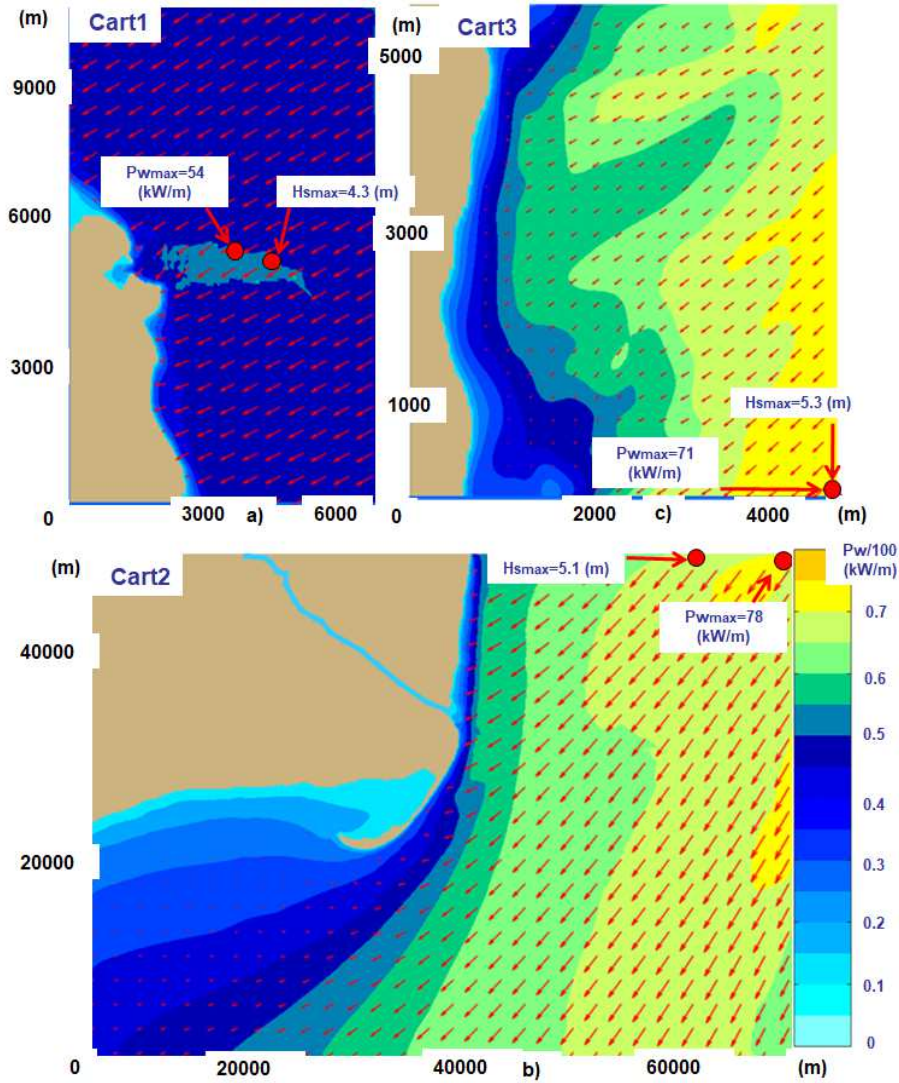 (m)
Cart1
9000
Pwmax=54
(kW/m)
Hsmax=4.3 (m)
6000
3000
0
3000
a)
6000
(m)
Cart3
5000
3000
1000
Hsmax=5.3 (m)
Pwmax=71
(kW/m)
0
2000
c)
4000
(m)
(m)
Cart2
Hsmax=5.1 (m)
Pwmax=78
(kW/m)
40000
20000
0
20000
40000
b)
60000
(m)
Pw/100
(kW/m)
0.7
0.6
0.5
0.4
0.3
0.2
0.1
0